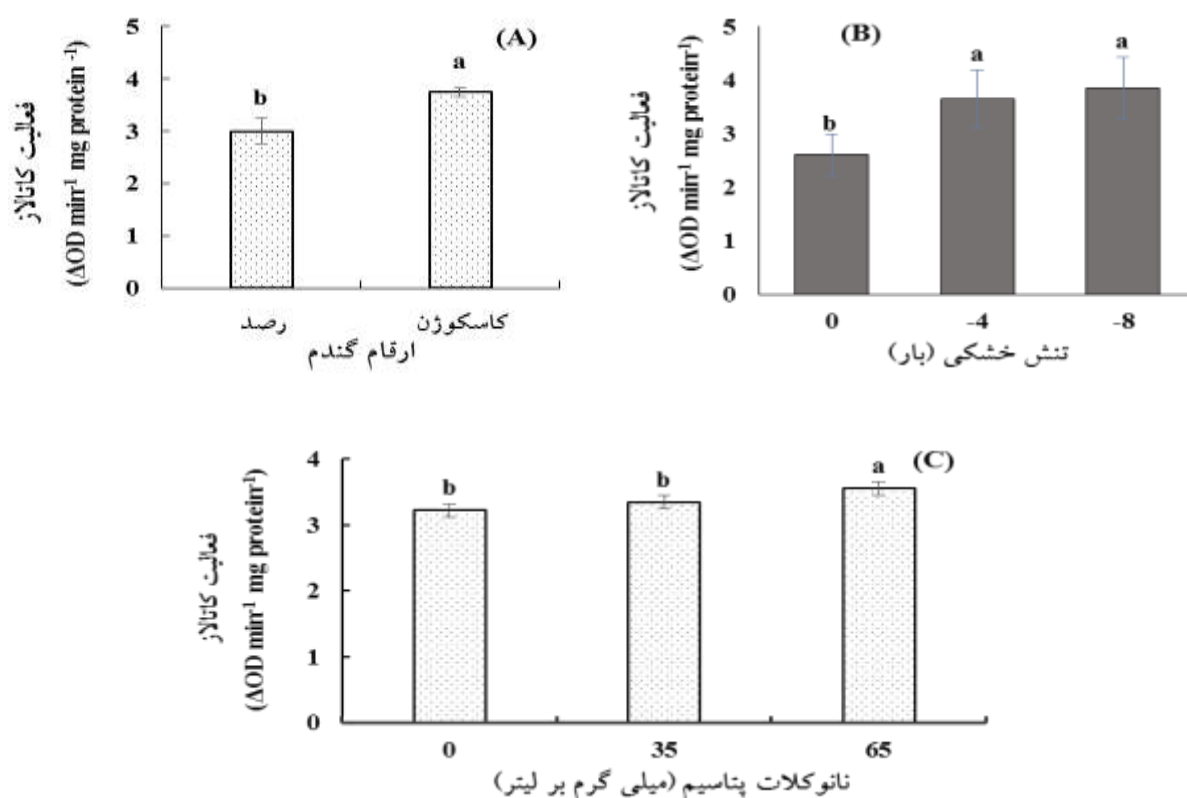 (A)
فعالیت کاتالاز
(ΔOD min-1 mg protein -1)
5
4
3
2
1
0
b
a
رصد
کاسکوژن
ارقام گندم
(B)
فعالیت کاتالاز
(ΔOD min-1 mg protein-1)
5
4
3
2
1
0
b
a
a
0
-4
-8
تنش خشکی (بار)
(C)
فعالیت کاتالاز
(ΔOD min-1 mg protein-1)
4
3
2
1
0
b
b
a
0
35
65
نانوکلات پتاسیم (میلی گرم بر لیتر)